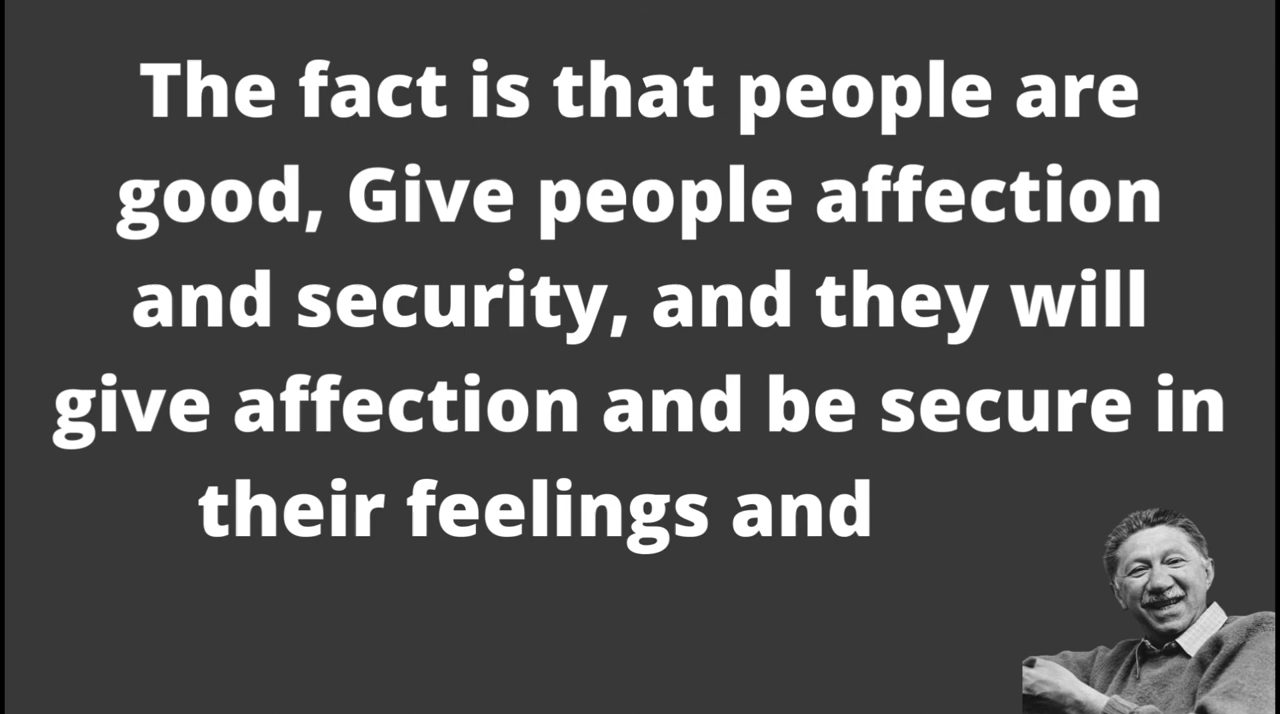 The fact is that people are
good, Give people affection
and security, and they will
give affection and be secure in
their feelings and